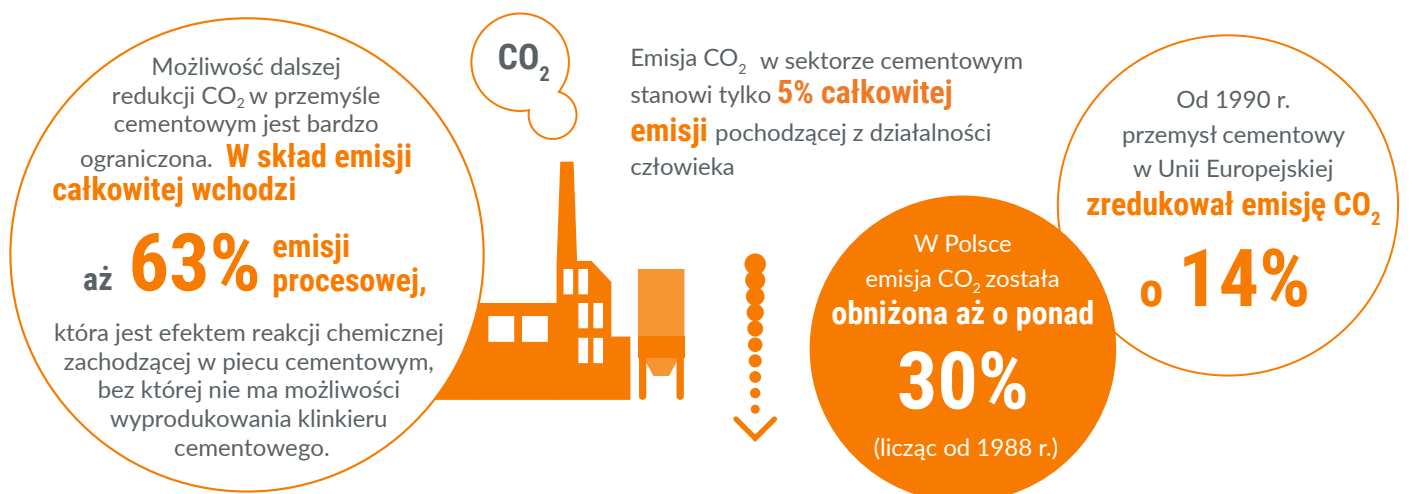 Możliwość dalszej
redukcji CO₂ w przemyśle
cementowym jest bardzo
ograniczona. W skład emisji
całkowitej wchodzi
aż 63% emisji
procesowej,
która jest efektem reakcji chemicznej
zachodzącej w piecu cementowym,
bez której nie ma możliwości
wyprodukowania klinkieru
cementowego.
CO₂
Emisja CO₂ w sektorze cementowym
stanowi tylko 5% całkowitej
emisji pochodzącej z działalności
człowieka
W Polsce
emisja CO₂ została
obniżona aż o ponad
30%
(licząc od 1988 r.)
Od 1990 r.
przemysł cementowy
w Unii Europejskiej
zredukował emisję CO₂
o 14%